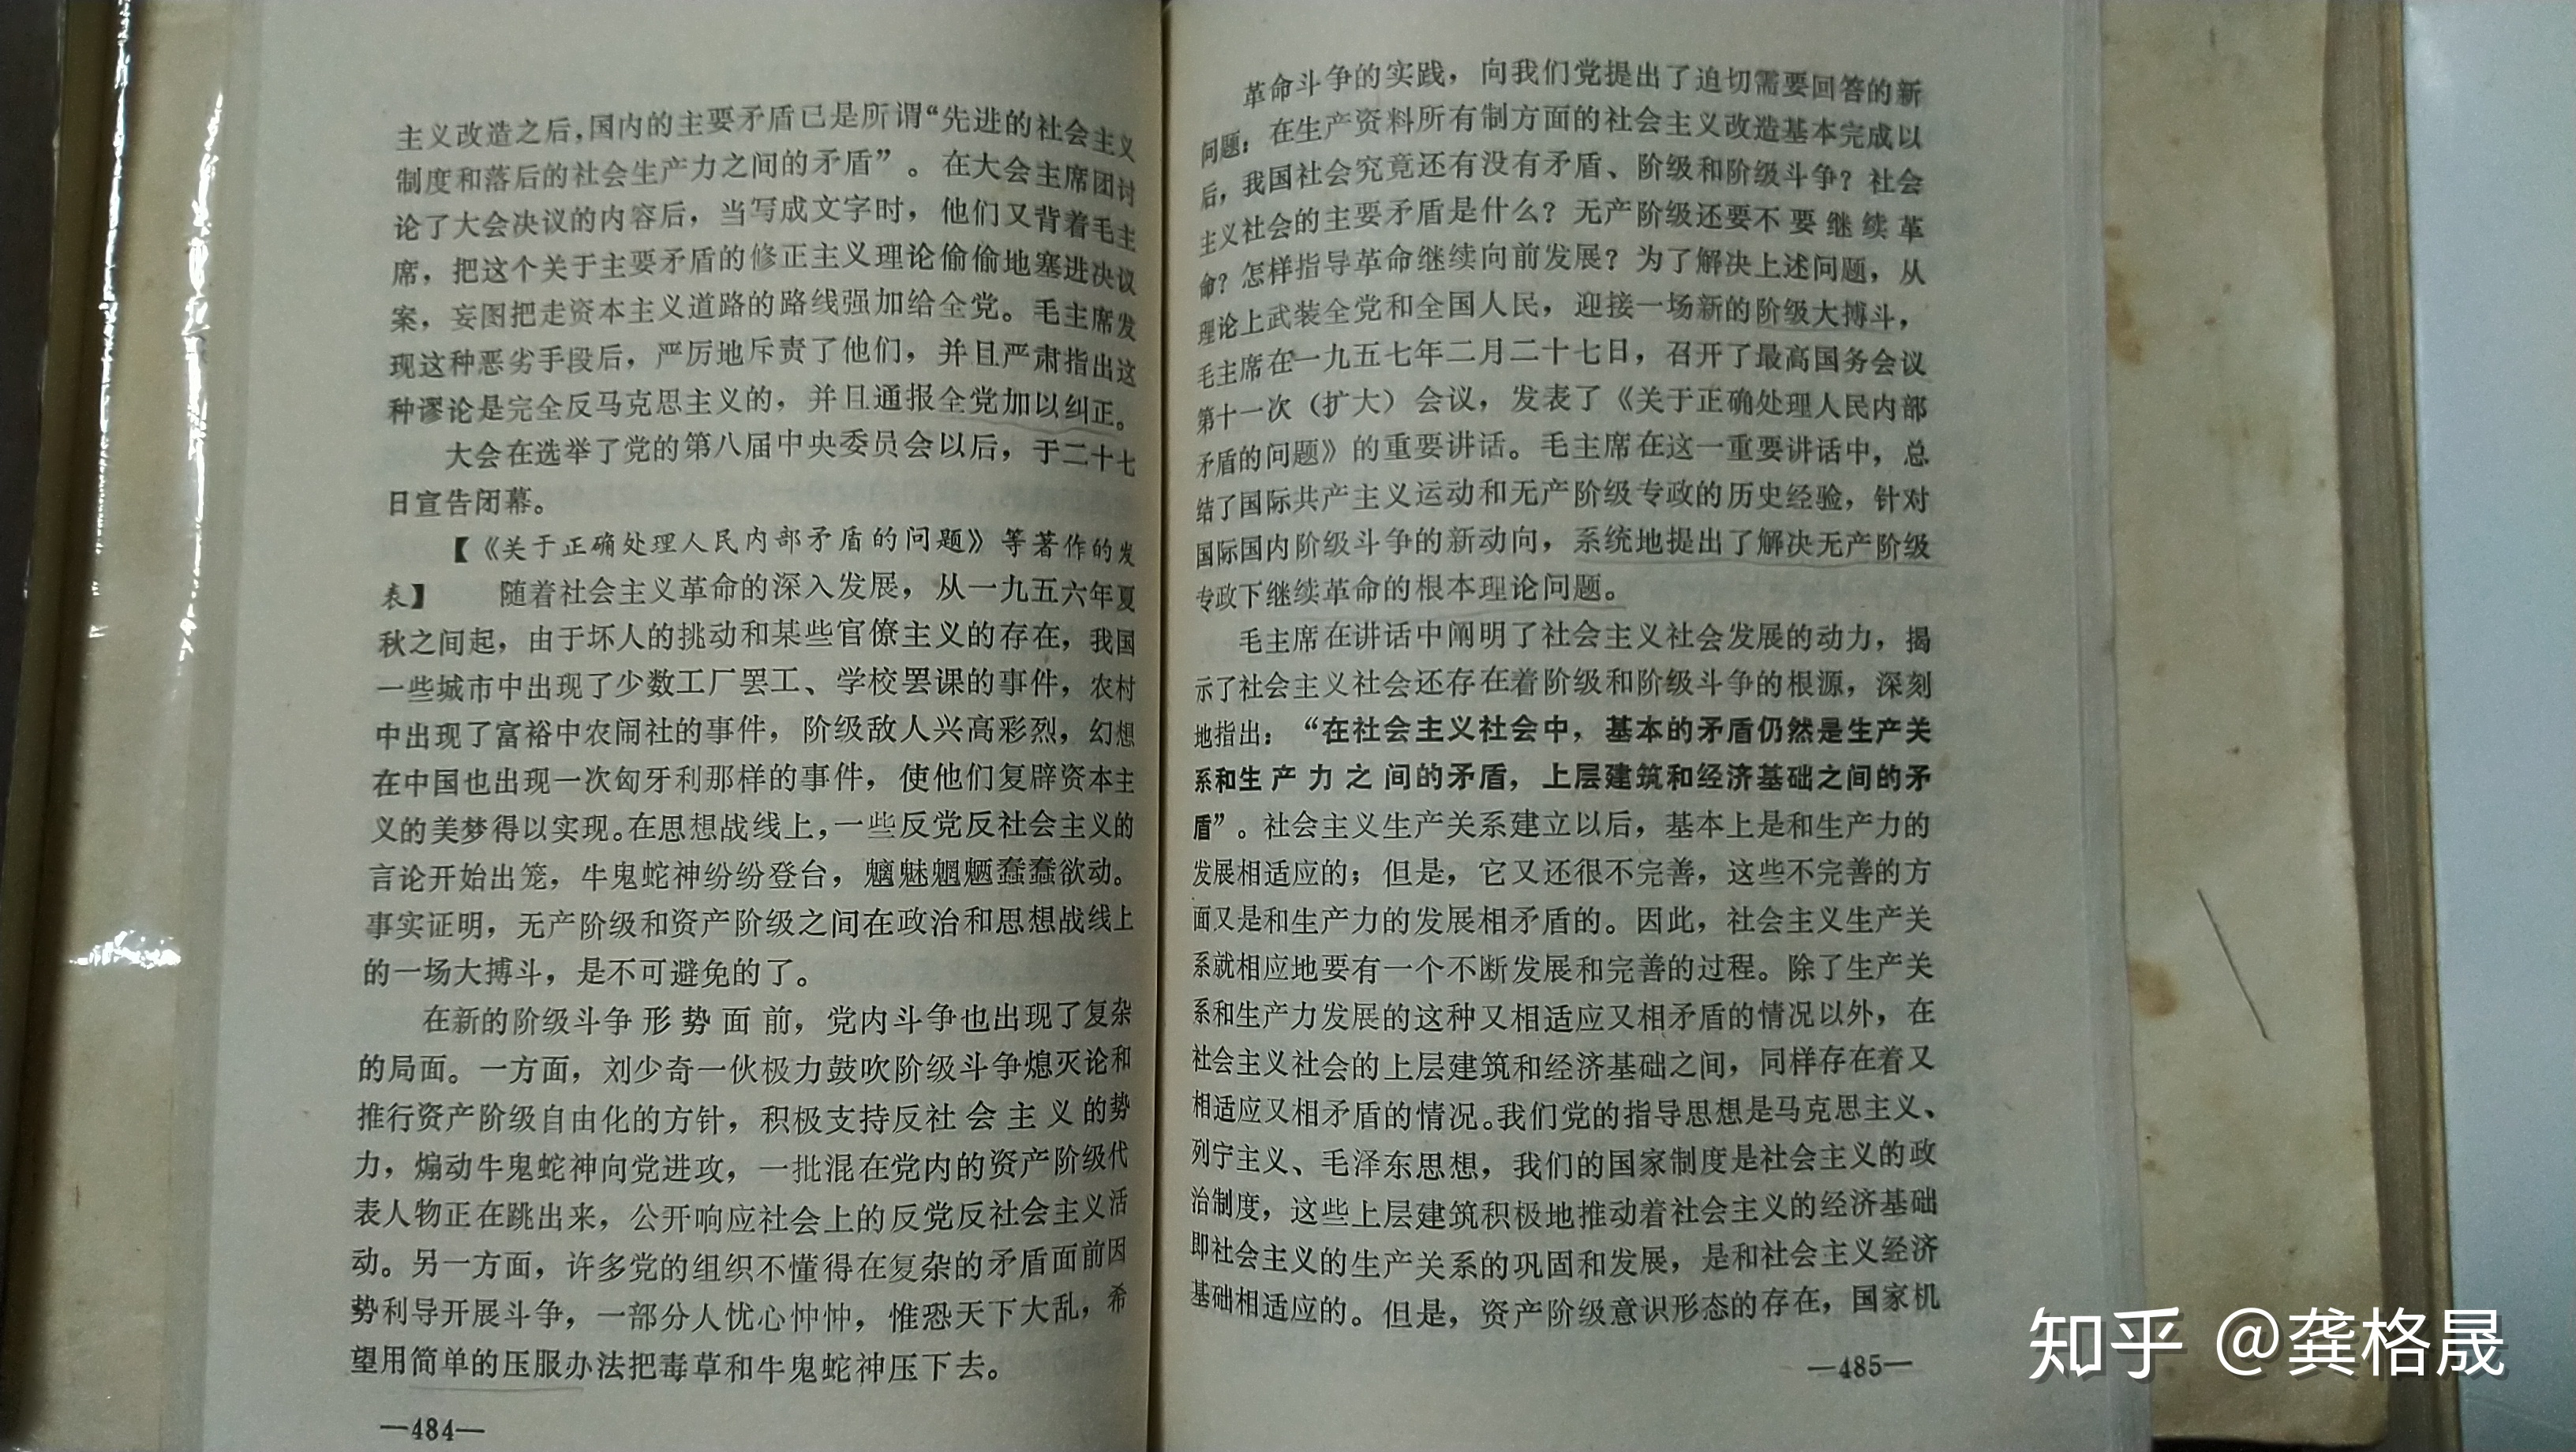 主义改造之后，国内的主要矛盾已是所谓“先进的社会主义
制度和落后的社会生产力之间的矛盾”。在大会主席团讨
论了大会决议的内容后，当写成文字时，他们又背着毛主
席，把这个关于主要矛盾的修正主义理论偷偷地塞进决议
案，妄图把走资本主义道路的路线强加给全党。毛主席发
现这种恶劣手段后，严厉地斥责了他们，并且严肃指出这
种谬论是完全反马克思主义的，并且通报全党加以纠正。
大会在选举了党的第八届中央委员会以后，于二十七
日宣告闭幕。
【《关于正确处理人民内部矛盾的问题》等著作的发
表】 随着社会主义革命的深入发展，从一九五六年夏
秋之间起，由于坏人的挑动和某些官僚主义的存在，我国
一些城市中出现了少数工厂罢工、学校罢课的事件，农村
中出现了富裕中农闹社的事件，阶级敌人兴高彩烈，幻想
在中国也出现一次匈牙利那样的事件，使他们复辟资本主
义的美梦得以实现。在思想战线上，一些反党反社会主义的
言论开始出笼，牛鬼蛇神纷纷登台，魑魅魍魉蠢蠢欲动。
事实证明，无产阶级和资产阶级之间在政治和思想战线上
的一场大搏斗，是不可避免的了。
在新的阶级斗争形势面前，党内斗争也出现了复杂
的局面。一方面，刘少奇一伙极力鼓吹阶级斗争熄灭论和
推行资产阶级自由化的方针，积极支持反社会主义的势
力，煽动牛鬼蛇神向党进攻，一批混在党内的资产阶级代
表人物正在跳出来，公开响应社会上的反党反社会主义活
动。另一方面，许多党的组织不懂得在复杂的矛盾面前因
势利导开展斗争，一部分人忧心忡忡，惟恐天下大乱，希
望用简单的压服办法把毒草和牛鬼蛇神压下去。
—484—
革命斗争的实践，向我们党提出了迫切需要回答的新
问题：在生产资料所有制方面的社会主义改造基本完成以
后，我国社会究竟还有没有矛盾、阶级和阶级斗争？社会
主义社会的主要矛盾是什么？无产阶级还要不要继续革
命？怎样指导革命继续向前发展？为了解决上述问题，从
理论上武装全党和全国人民，迎接一场新的阶级大搏斗，
毛主席在一九五七年二月二十七日，召开了最高国务会议
第十一次（扩大）会议，发表了《关于正确处理人民内部
矛盾的问题》的重要讲话。毛主席在这一重要讲话中，总
结了国际共产主义运动和无产阶级专政的历史经验，针对
国际国内阶级斗争的新动向，系统地提出了解决无产阶级
专政下继续革命的根本理论问题。
毛主席在讲话中阐明了社会主义社会发展的动力，揭
示了社会主义社会还存在着阶级和阶级斗争的根源，深刻
地指出：“在社会主义社会中，基本的矛盾仍然是生产关
系和生产力之间的矛盾，上层建筑和经济基础之间的矛
盾”。社会主义生产关系建立以后，基本上是和生产力的
发展相适应的；但是，它又还很不完善，这些不完善的方
面又是和生产力的发展相矛盾的。因此，社会主义生产关
系就相应地要有一个不断发展和完善的过程。除了生产关
系和生产力发展的这种又相适应又相矛盾的情况以外，在
社会主义社会的上层建筑和经济基础之间，同样存在着又
相适应又相矛盾的情况。我们党的指导思想是马克思主义、
列宁主义、毛泽东思想，我们的国家制度是社会主义的政
治制度，这些上层建筑积极地推动着社会主义的经济基础
即社会主义的生产关系的巩固和发展，是和社会主义经济
基础相适应的。但是，资产阶级意识形态的存在，国家机
—485—
知乎 @龚格晟